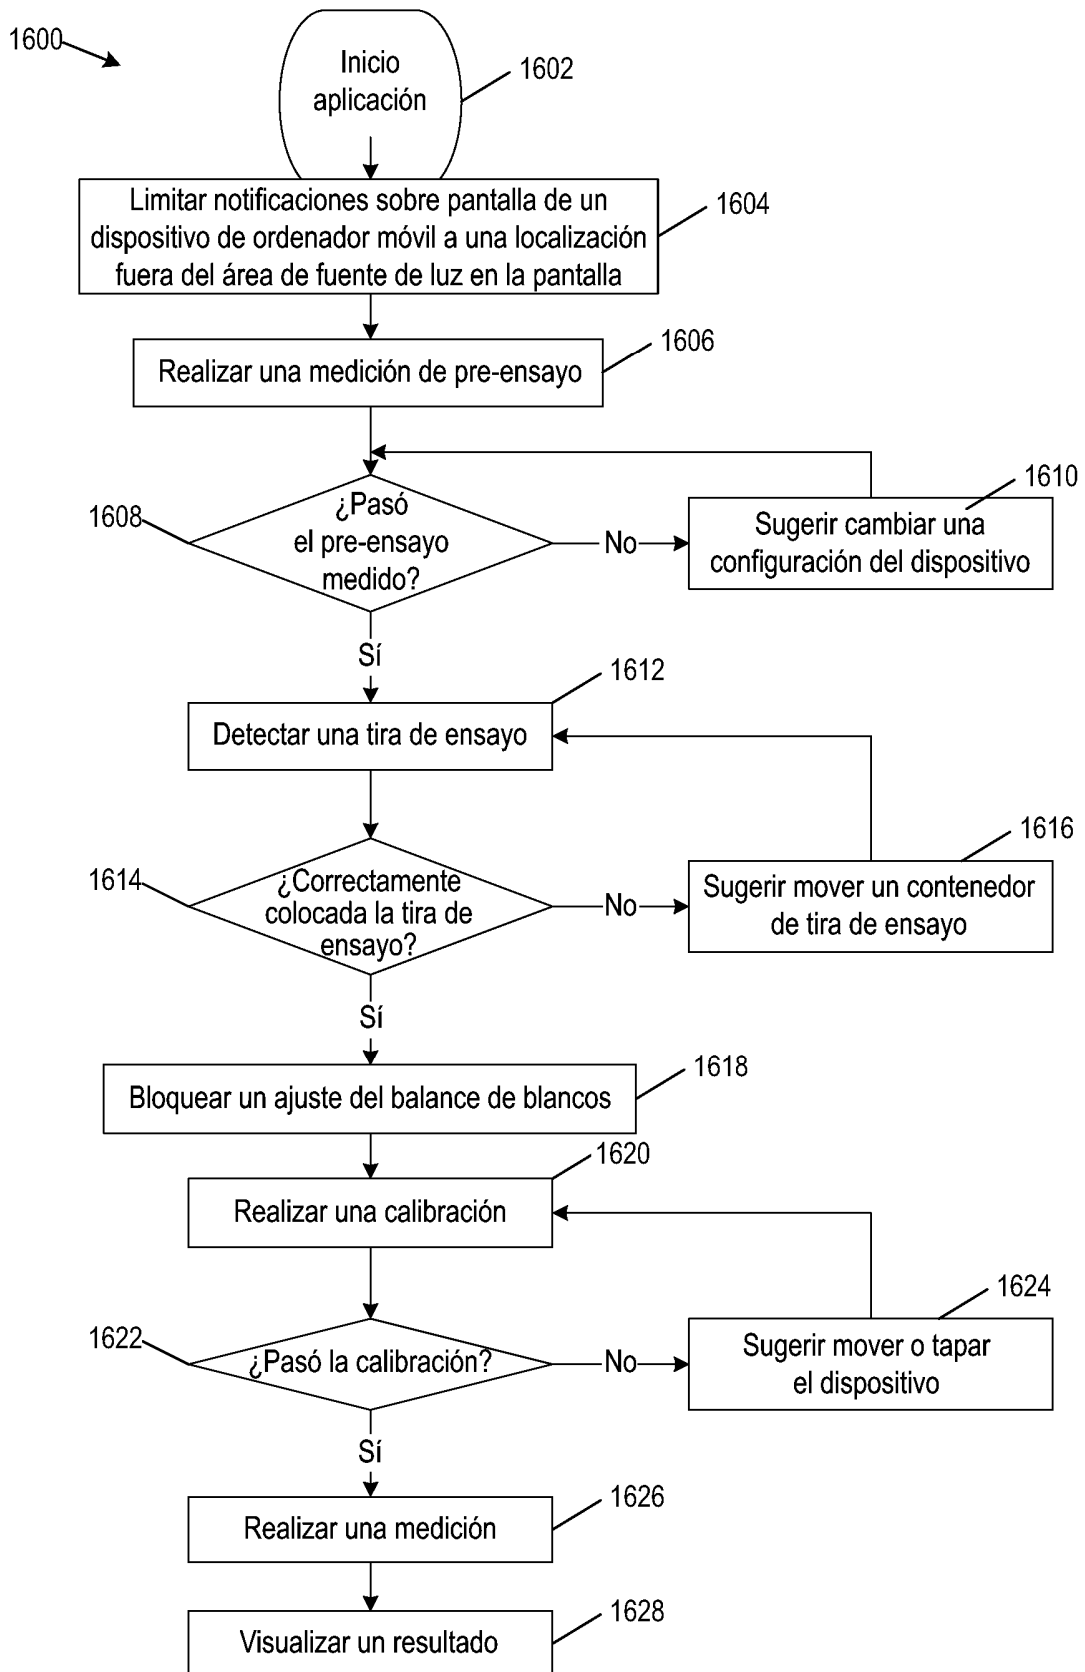 1600
Inicio
aplicación
1602
Limitar notificaciones sobre pantalla de un
dispositivo de ordenador móvil a una localización
fuera del área de fuente de luz en la pantalla
1604
Realizar una medición de pre-ensayo
1606
¿Pasó
el pre-ensayo
medido?
1608
No
Sugerir cambiar una
configuración del dispositivo
1610
Sí
Detectar una tira de ensayo
1612
¿Correctamente
colocada la tira de
ensayo?
1614
No
Sugerir mover un contenedor
de tira de ensayo
1616
Sí
Bloquear un ajuste del balance de blancos
1618
Realizar una calibración
1620
¿Pasó la calibración?
1622
No
Sugerir mover o tapar
el dispositivo
1624
Sí
Realizar una medición
1626
Visualizar un resultado
1628